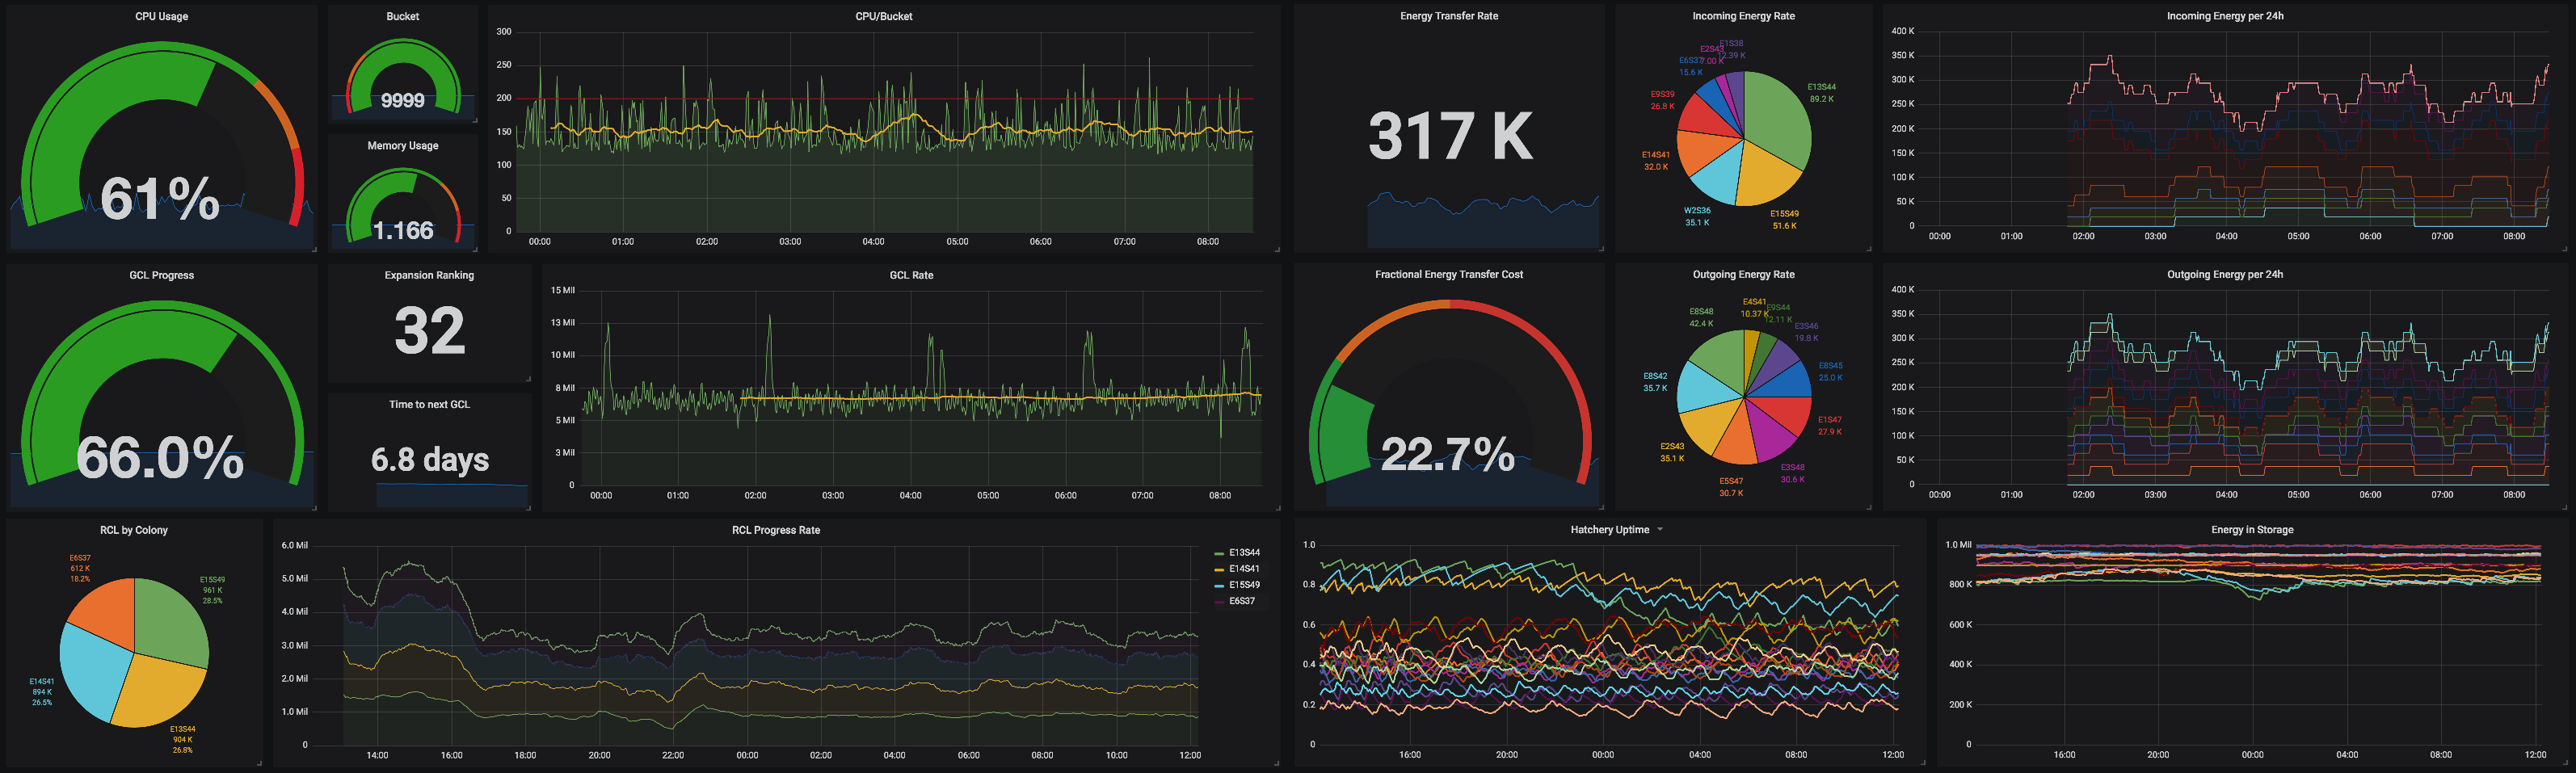 CPU Usage
61%
Bucket
9999
Memory Usage
1.166
CPU/Bucket
300
250
200
150
100
50
0
00:00 01:00 02:00 03:00 04:00 05:00 06:00 07:00 08:00
Energy Transfer Rate
317 K
Incoming Energy Rate
E1S38
12.39 K
E2S43
7.00 K
E6S37
15.6 K
E9S39
26.8 K
E14S41
32.0 K
W2S36
35.1 K
E15S49
51.6 K
E13S44
89.2 K
Incoming Energy per 24h
400 K
350 K
300 K
250 K
200 K
150 K
100 K
50 K
0
00:00 01:00 02:00 03:00 04:00 05:00 06:00 07:00 08:00
GCL Progress
66.0%
Expansion Ranking
32
Time to next GCL
6.8 days
GCL Rate
15 Mil
13 Mil
10 Mil
8 Mil
5 Mil
3 Mil
0
00:00 01:00 02:00 03:00 04:00 05:00 06:00 07:00 08:00
Fractional Energy Transfer Cost
22.7%
Outgoing Energy Rate
E4S41
10.37 K
E9S44
12.11 K
E3S46
19.8 K
E8S45
25.0 K
E1S47
27.9 K
E3S48
30.6 K
E5S47
30.7 K
E2S43
35.1 K
E8S42
35.7 K
E8S48
42.4 K
Outgoing Energy per 24h
400 K
350 K
300 K
250 K
200 K
150 K
100 K
50 K
0
00:00 01:00 02:00 03:00 04:00 05:00 06:00 07:00 08:00
RCL by Colony
E6S37
612 K
18.2%
E15S49
961 K
28.5%
E14S41
894 K
26.5%
E13S44
904 K
26.8%
RCL Progress Rate
6.0 Mil
5.0 Mil
4.0 Mil
3.0 Mil
2.0 Mil
1.0 Mil
0
14:00 16:00 18:00 20:00 22:00 00:00 02:00 04:00 06:00 08:00 10:00 12:00
E13S44
E14S41
E15S49
E6S37
Hatchery Uptime
1.0
0.8
0.6
0.4
0.2
0
16:00 20:00 00:00 04:00 08:00 12:00
Energy in Storage
1.0 Mil
800 K
600 K
400 K
200 K
0
16:00 20:00 00:00 04:00 08:00 12:00